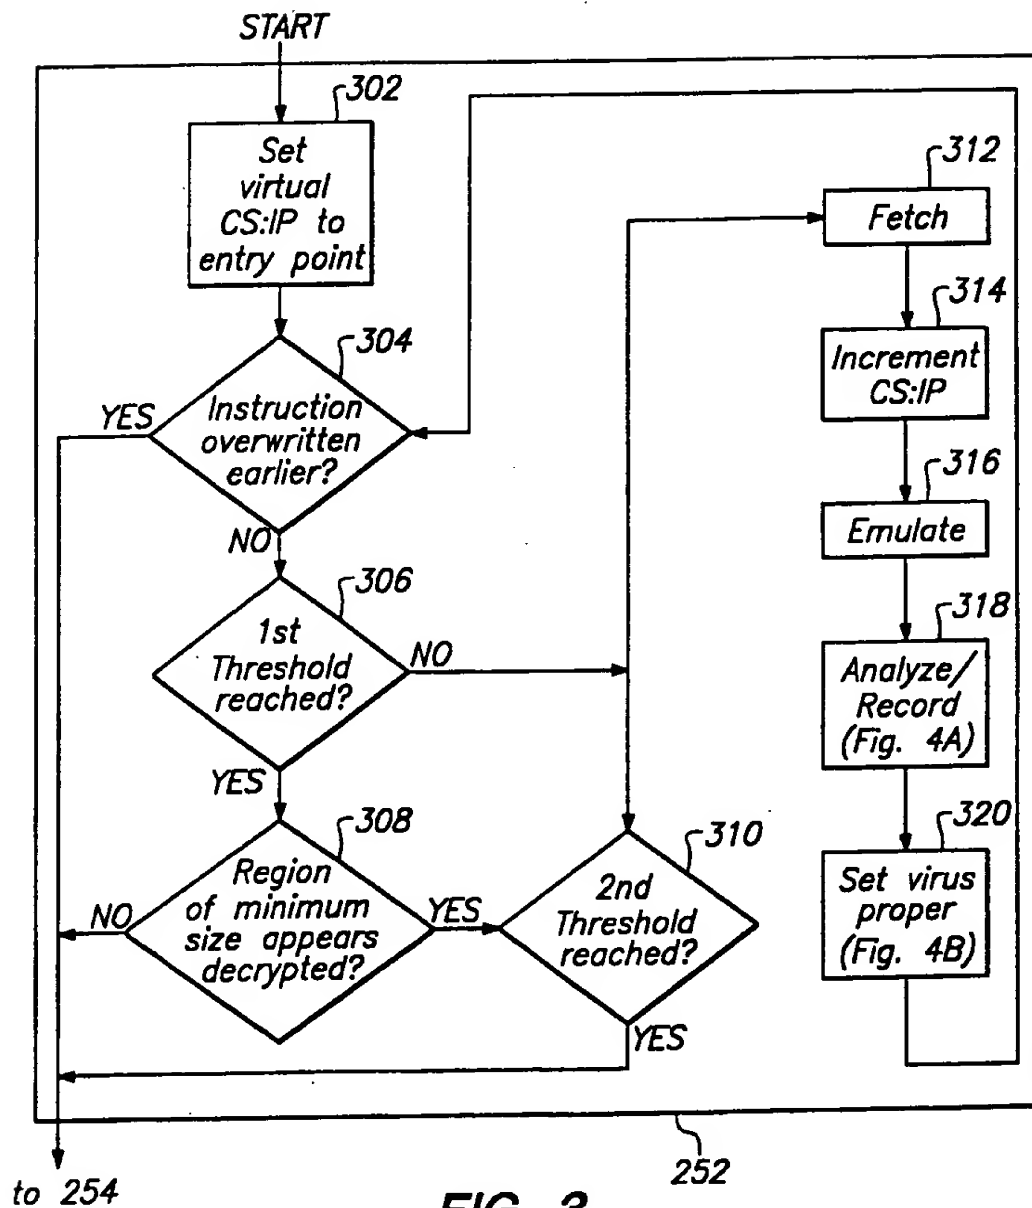 START
302
Set
virtual
CS:IP to
entry point
304
YES
Instruction
overwritten
earlier?
NO
306
1st
Threshold
reached?
NO
YES
308
Region
of minimum
size appears
decrypted?
NO
YES
310
2nd
Threshold
reached?
YES
312
Fetch
314
Increment
CS:IP
316
Emulate
318
Analyze/
Record
(Fig. 4A)
320
Set virus
proper
(Fig. 4B)
252
to 254
FIG. 3